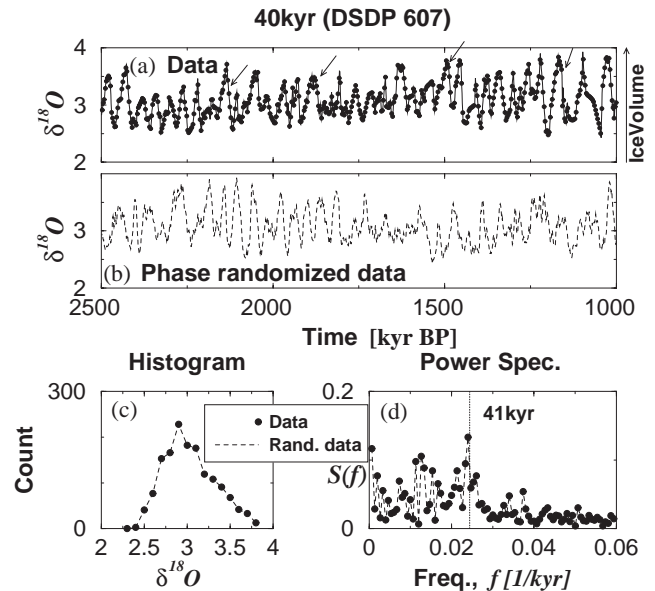 40kyr (DSDP 607)
4
(a) Data
3
δ18O
2
IceVolume
4
3
δ18O
(b) Phase randomized data
2
2500 2000 1500 1000
Time [kyr BP]
Histogram Power Spec.
300
(c)
Count
0
2 2.5 3 3.5 4
δ18O
Data
Rand. data
0.2
(d)
41kyr
S(f)
0
0 0.02 0.04 0.06
Freq., f [1/kyr]